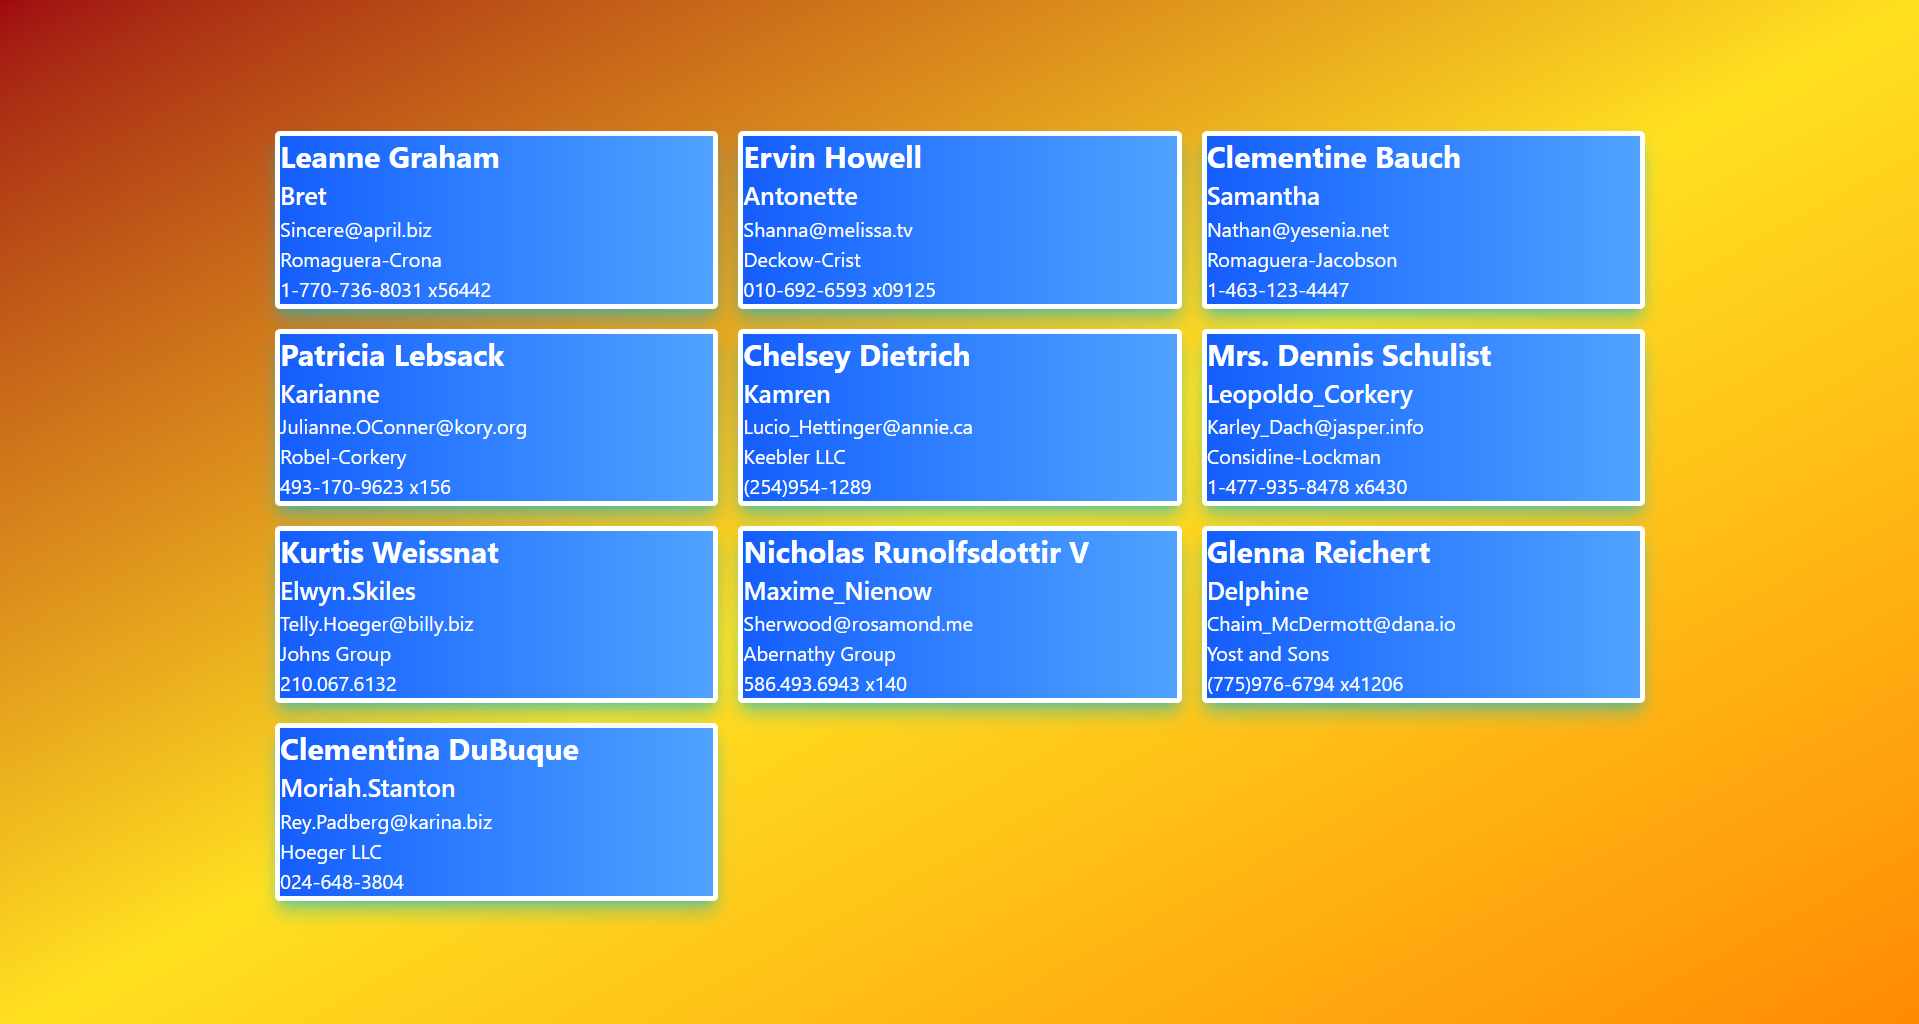 Leanne Graham
Bret
Sincere@april.biz
Romaguera-Crona
1-770-736-8031 x56442
Ervin Howell
Antonette
Shanna@melissa.tv
Deckow-Crist
010-692-6593 x09125
Clementine Bauch
Samantha
Nathan@yesenia.net
Romaguera-Jacobson
1-463-123-4447
Patricia Lebsack
Karianne
Julianne.OConner@kory.org
Robel-Corkery
493-170-9623 x156
Chelsey Dietrich
Kamren
Lucio_Hettinger@annie.ca
Keebler LLC
(254)954-1289
Mrs. Dennis Schulist
Leopoldo_Corkery
Karley_Dach@jasper.info
Considine-Lockman
1-477-935-8478 x6430
Kurtis Weissnat
Elwyn.Skiles
Telly.Hoeger@billy.biz
Johns Group
210.067.6132
Nicholas Runolfsdottir V
Maxime_Nienow
Sherwood@rosamond.me
Abernathy Group
586.493.6943 x140
Glenna Reichert
Delphine
Chaim_McDermott@dana.io
Yost and Sons
(775)976-6794 x41206
Clementina DuBuque
Moriah.Stanton
Rey.Padberg@karina.biz
Hoeger LLC
024-648-3804